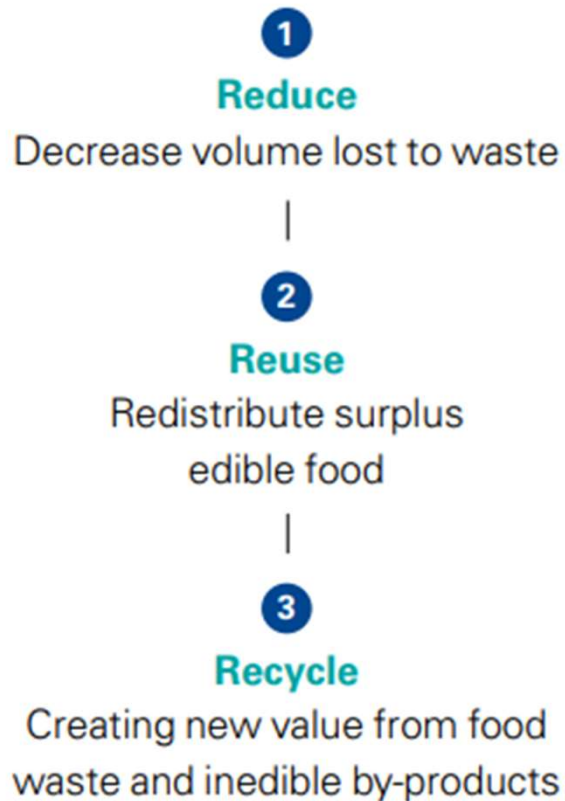 1
Reduce
Decrease volume lost to waste
2
Reuse
Redistribute surplus
edible food
3
Recycle
Creating new value from food
waste and inedible by-products